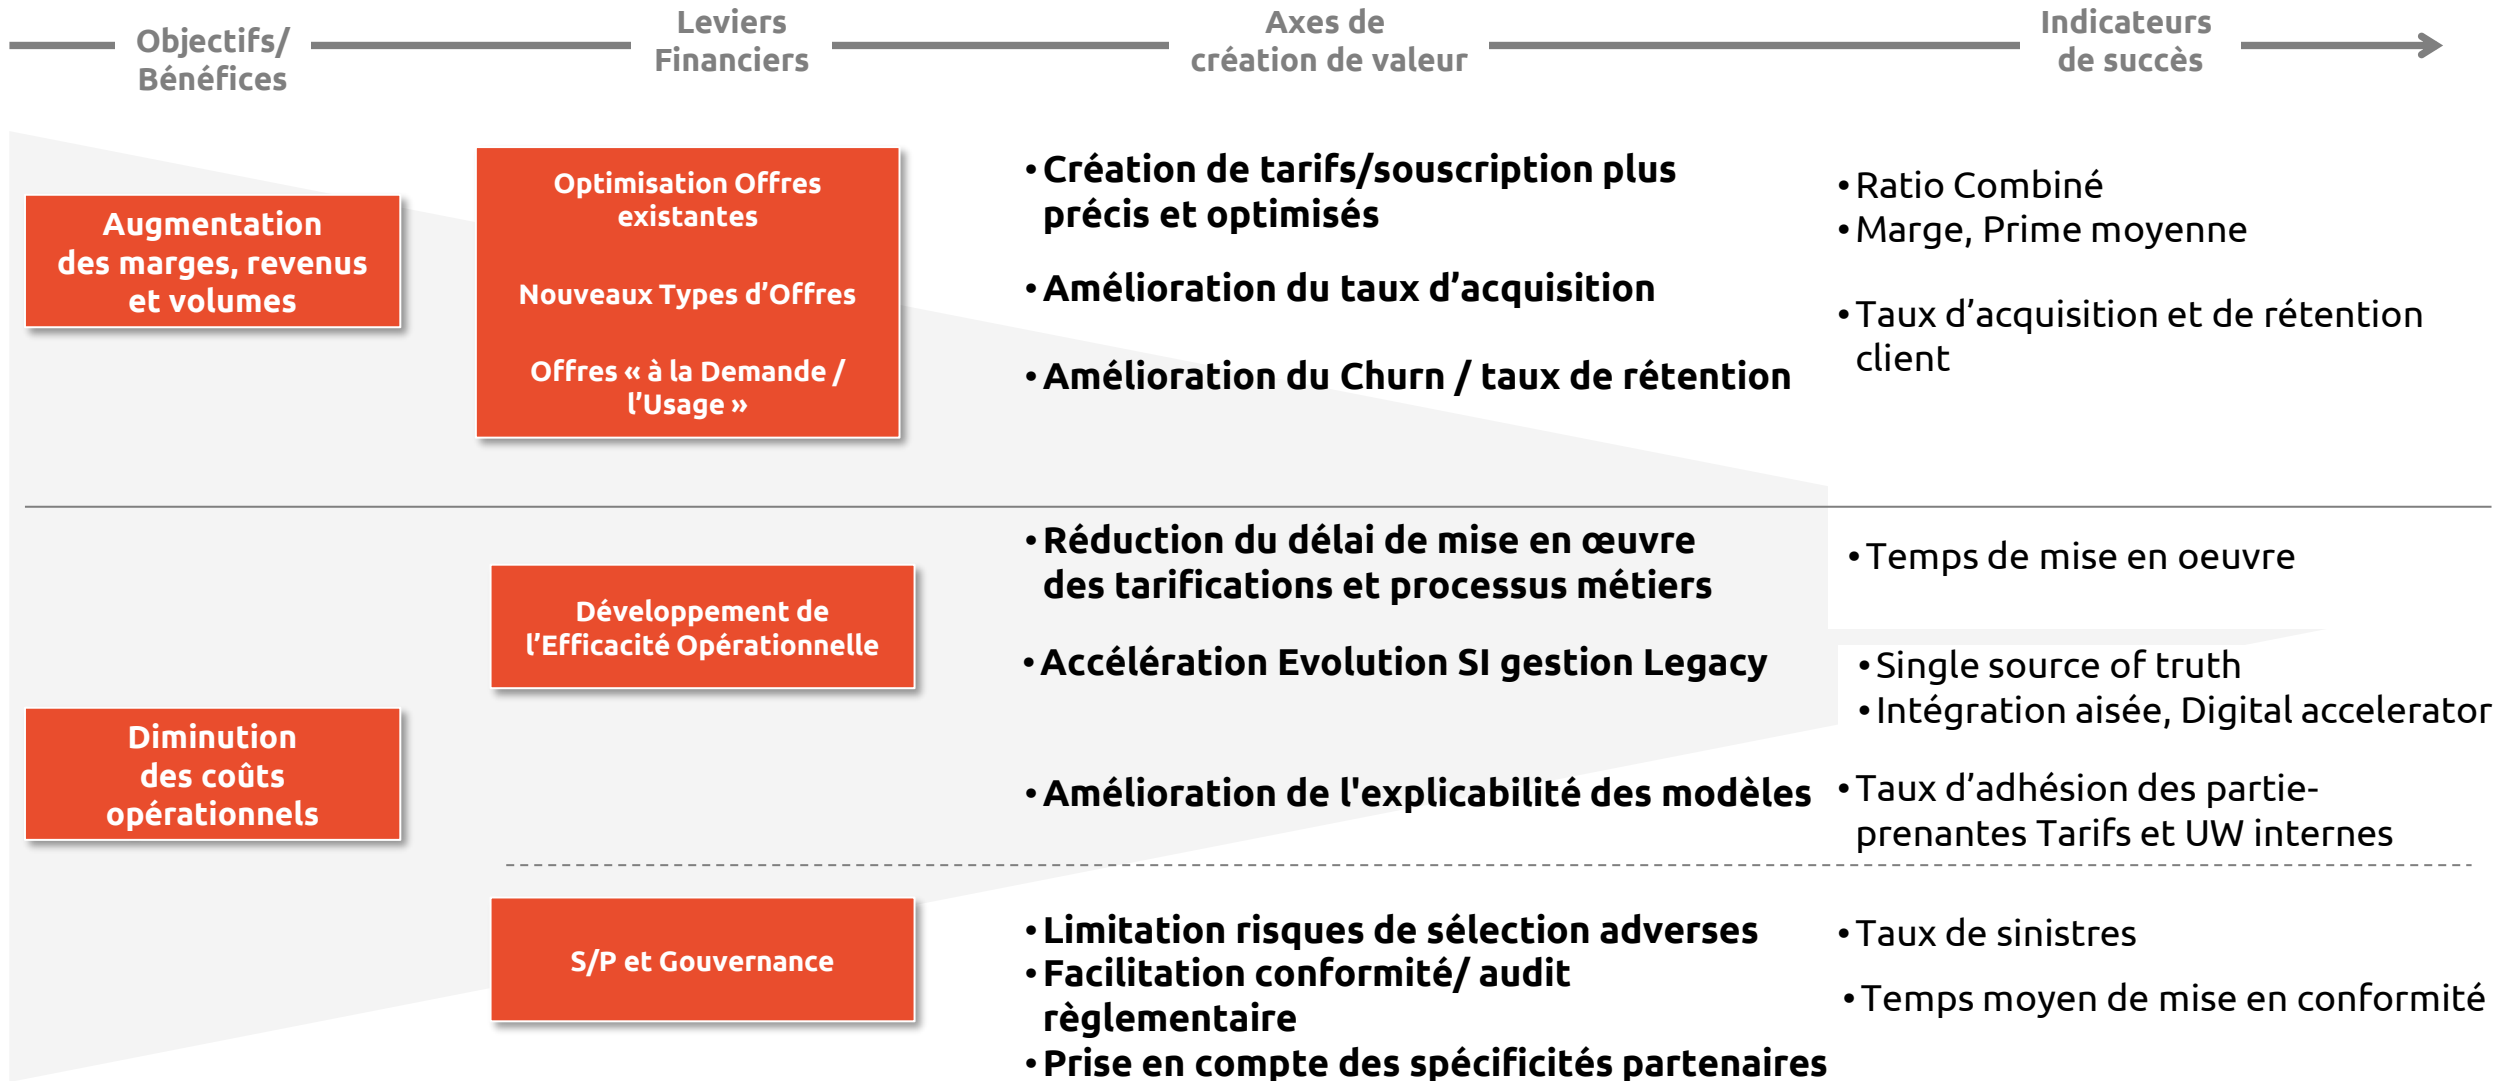 Objectifs/
Bénéfices
Leviers
Financiers
Axes de
création de valeur
Indicateurs
de succès
Augmentation
des marges, revenus
et volumes
Optimisation Offres
existantes
Nouveaux Types d’Offres
Offres « à la Demande /
l’Usage »
•Création de tarifs/souscription plus
précis et optimisés
•Amélioration du taux d’acquisition
•Amélioration du Churn / taux de rétention
•Ratio Combiné
•Marge, Prime moyenne
•Taux d’acquisition et de rétention
client
Diminution
des coûts
opérationnels
Développement de
l’Efficacité Opérationnelle
•Réduction du délai de mise en œuvre
des tarifications et processus métiers
•Accélération Evolution SI gestion Legacy
•Amélioration de l'explicabilité des modèles
•Temps de mise en oeuvre
•Single source of truth
•Intégration aisée, Digital accelerator
•Taux d’adhésion des partie-
prenantes Tarifs et UW internes
S/P et Gouvernance
•Limitation risques de sélection adverses
•Facilitation conformité/ audit
règlementaire
•Prise en compte des spécificités partenaires
•Taux de sinistres
•Temps moyen de mise en conformité